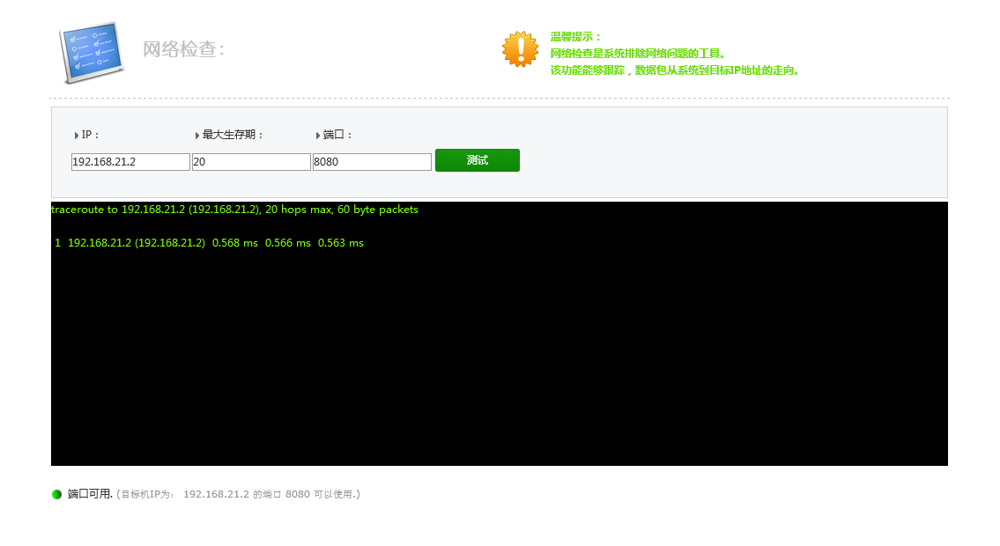 网络检查：
温馨提示：
网络检查是系统排除网络问题的工具。
该功能能够跟踪，数据包从系统到目标IP地址的走向。
IP： 最大生存期： 端口：
192.168.21.2 20 8080 测试
traceroute to 192.168.21.2 (192.168.21.2), 20 hops max, 60 byte packets
1 192.168.21.2 (192.168.21.2) 0.568 ms 0.566 ms 0.563 ms
端口可用. (目标机IP为： 192.168.21.2 的端口 8080 可以使用.)